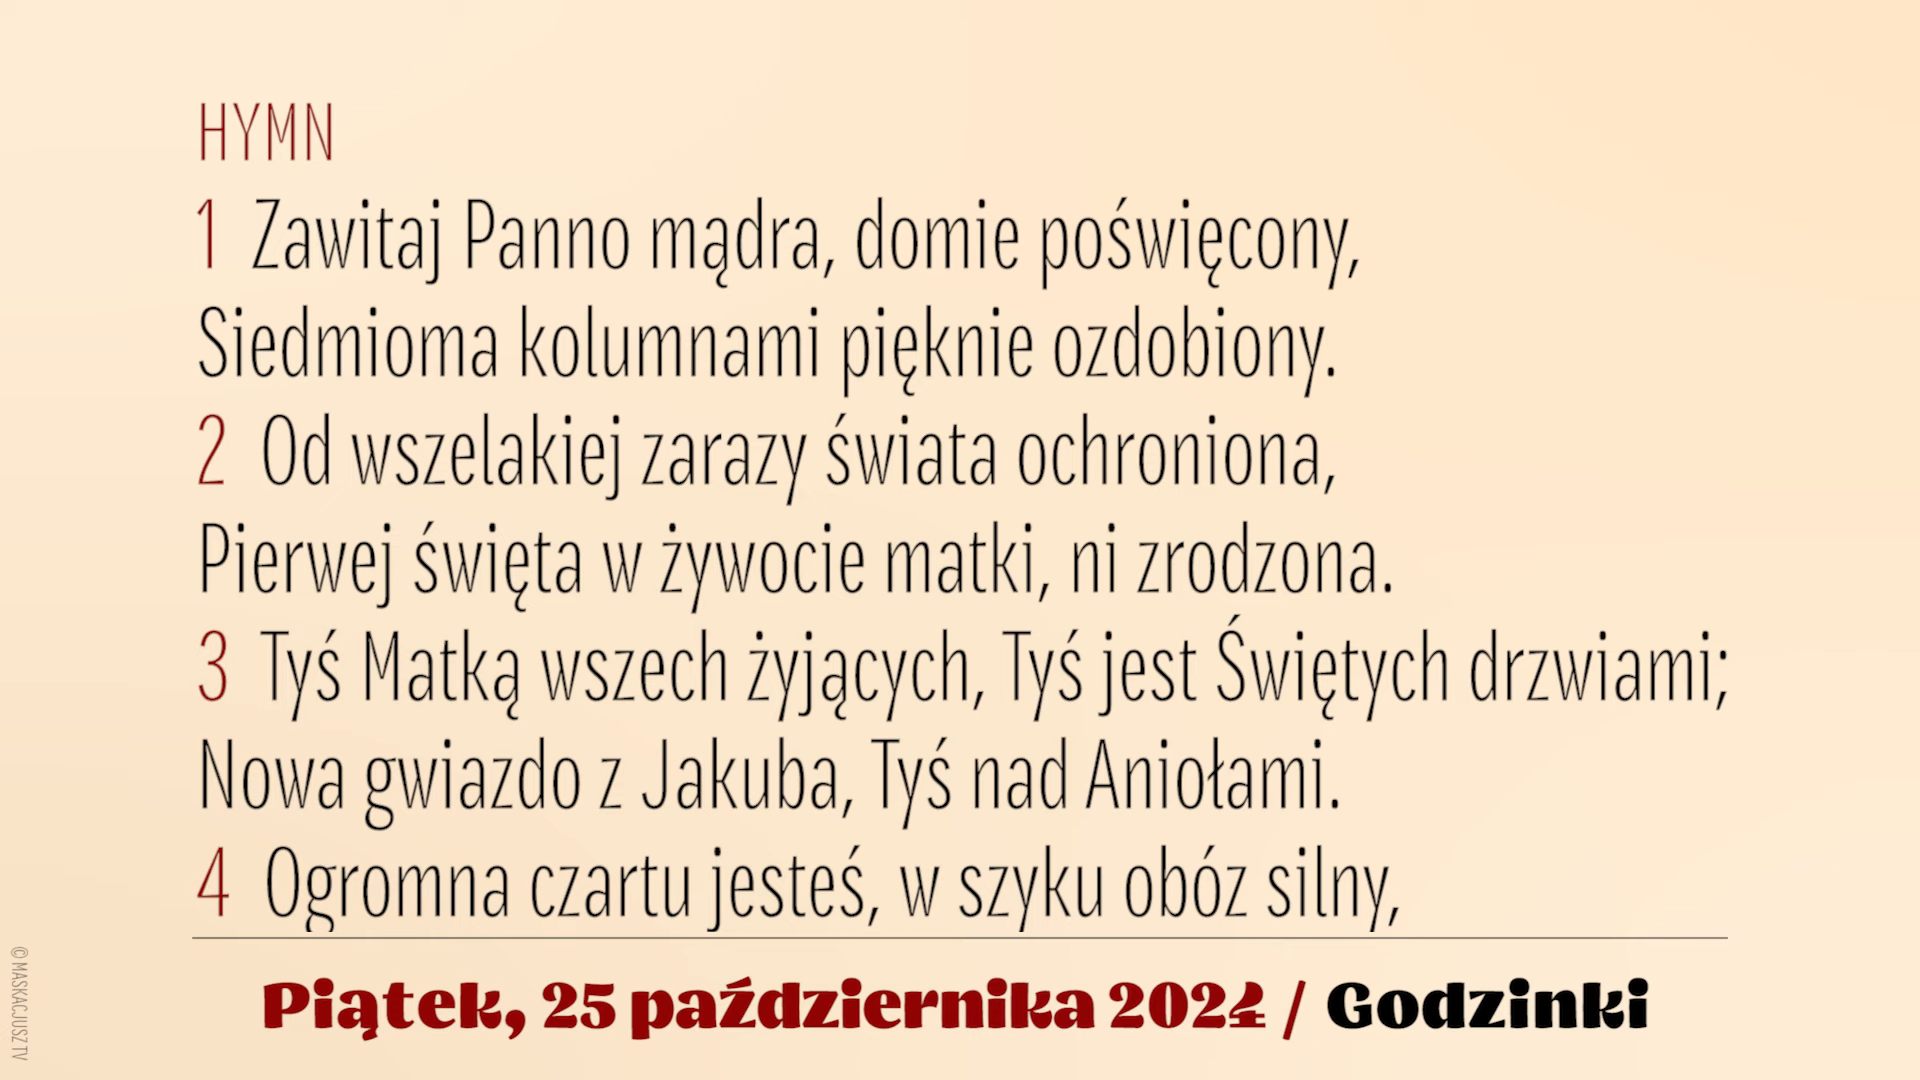 HYMN
1 Zawitaj Panno mądra, domie poświęcony,
Siedmioma kolumnami pięknie ozdobiony.
2 Od wszelakiej zarazy świata ochroniona,
Pierwej święta w żywocie matki, ni zrodzona.
3 Tyś Matką wszech żyjących, Tyś jest Świętych drzwiami;
Nowa gwiazdo z Jakuba, Tyś nad Aniołami.
4 Ogromna czartu jesteś, w szyku obóz silny,
Piątek, 25 października 2024 / Godzinki
© MASKACJUSZ TV